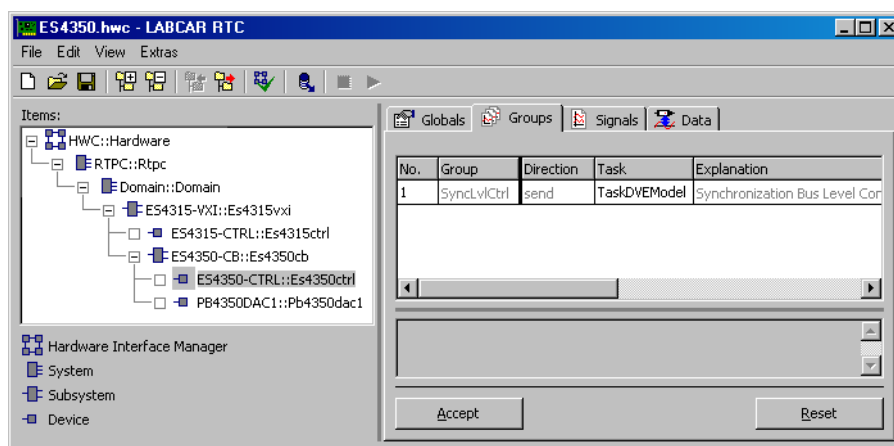 ES4350.hwc - LABCAR RTC
File Edit View Extras
Items:
HWC::Hardware
RTPC::Rtpc
Domain::Domain
ES4315-VXI::Es4315vxi
ES4315-CTRL::Es4315ctrl
ES4350-CB::Es4350cb
ES4350-CTRL::Es4350ctrl
PB4350DAC1::Pb4350dac1
Hardware Interface Manager
System
Subsystem
Device
Globals Groups Signals Data
No. Group Direction Task Explanation
1 SyncLvlCtrl send TaskDVEModel Synchronization Bus Level Con
Accept Reset